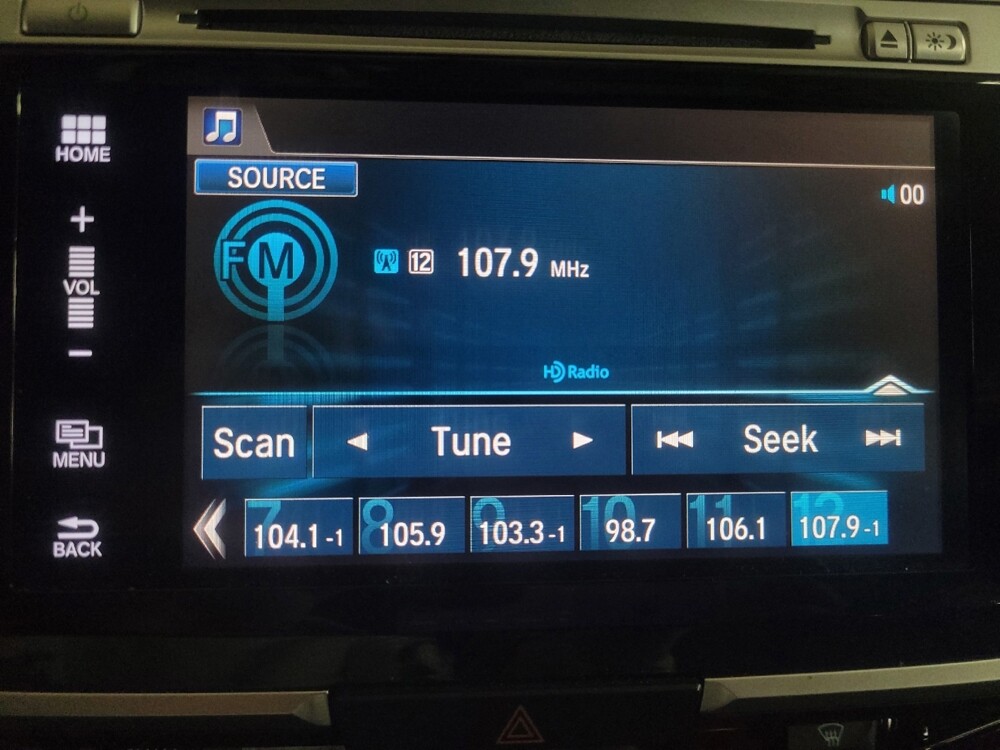 HOME
SOURCE
00
+
FM
12 107.9 MHz
VOL
-
HD Radio
Scan Tune Seek
MENU
7 8 9 10 11 12
104.1-1 105.9 103.3-1 98.7 106.1 107.9-1
BACK